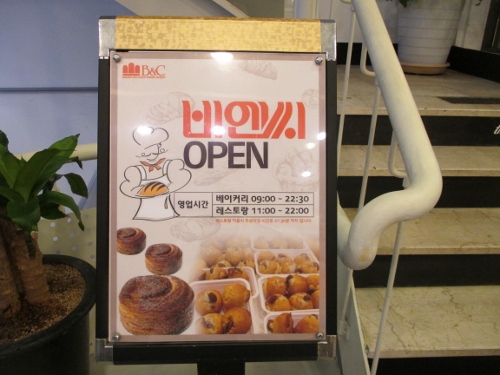 B&C
비엔씨
OPEN
영업시간
베이커리 09:00 - 22:30
레스토랑 11:00 - 22:00